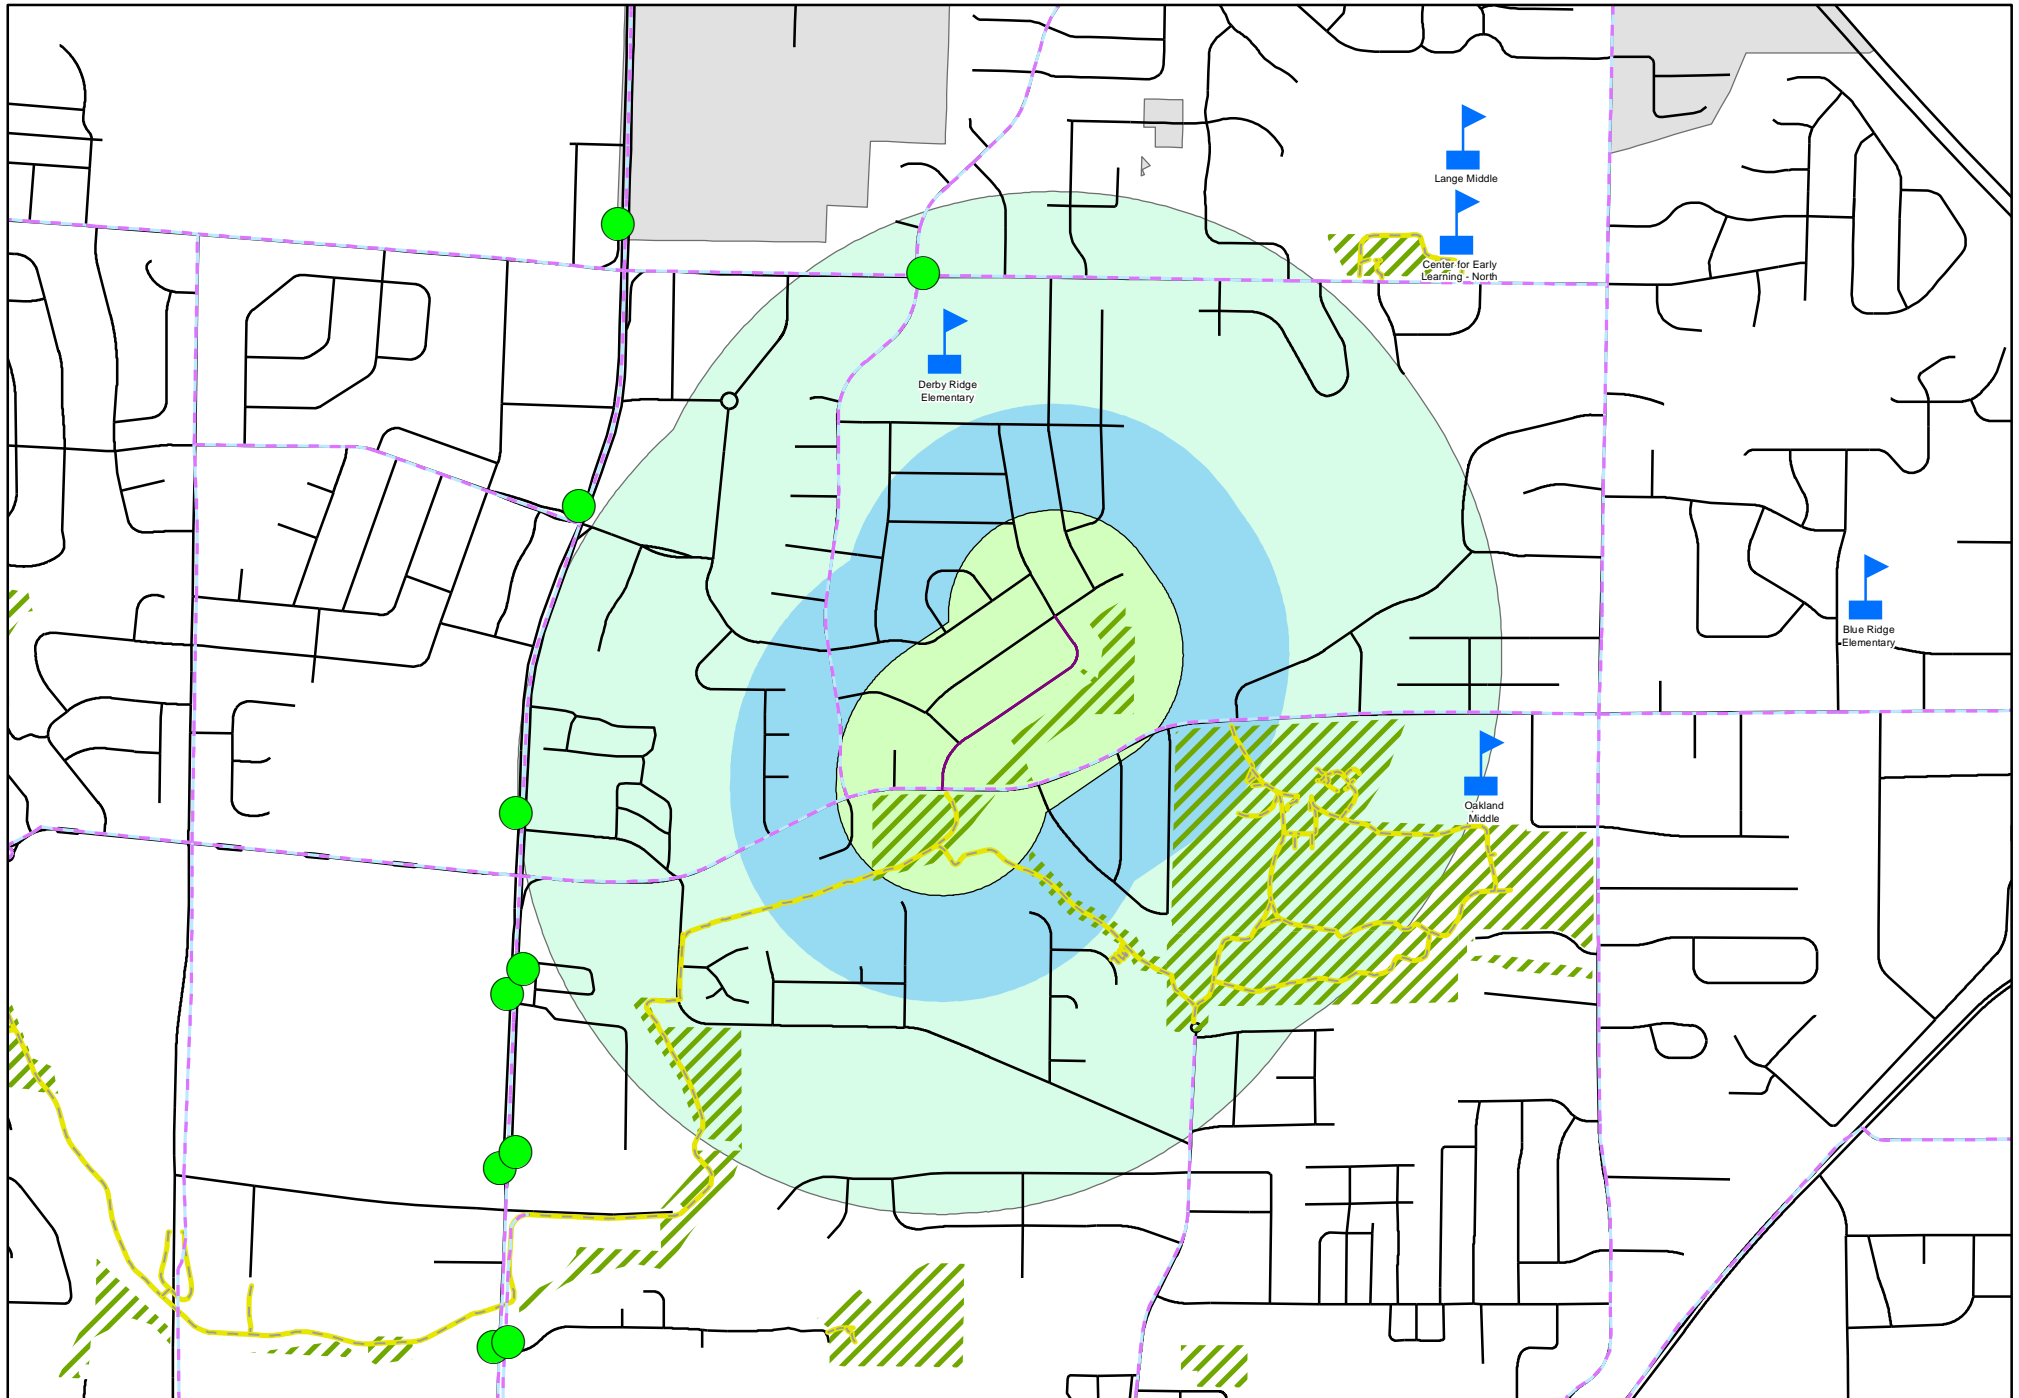 Lange Middle
Center for Early
Learning - North
Derby Ridge
Elementary
Blue Ridge
Elementary
Oakland
Middle